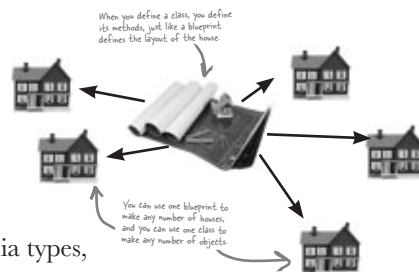 When you define a class, you define
its methods, just like a blueprint
defines the layout of the house.
You can use one blueprint to
make any number of houses,
and you can use one class to
make any number of objects.
ia types,